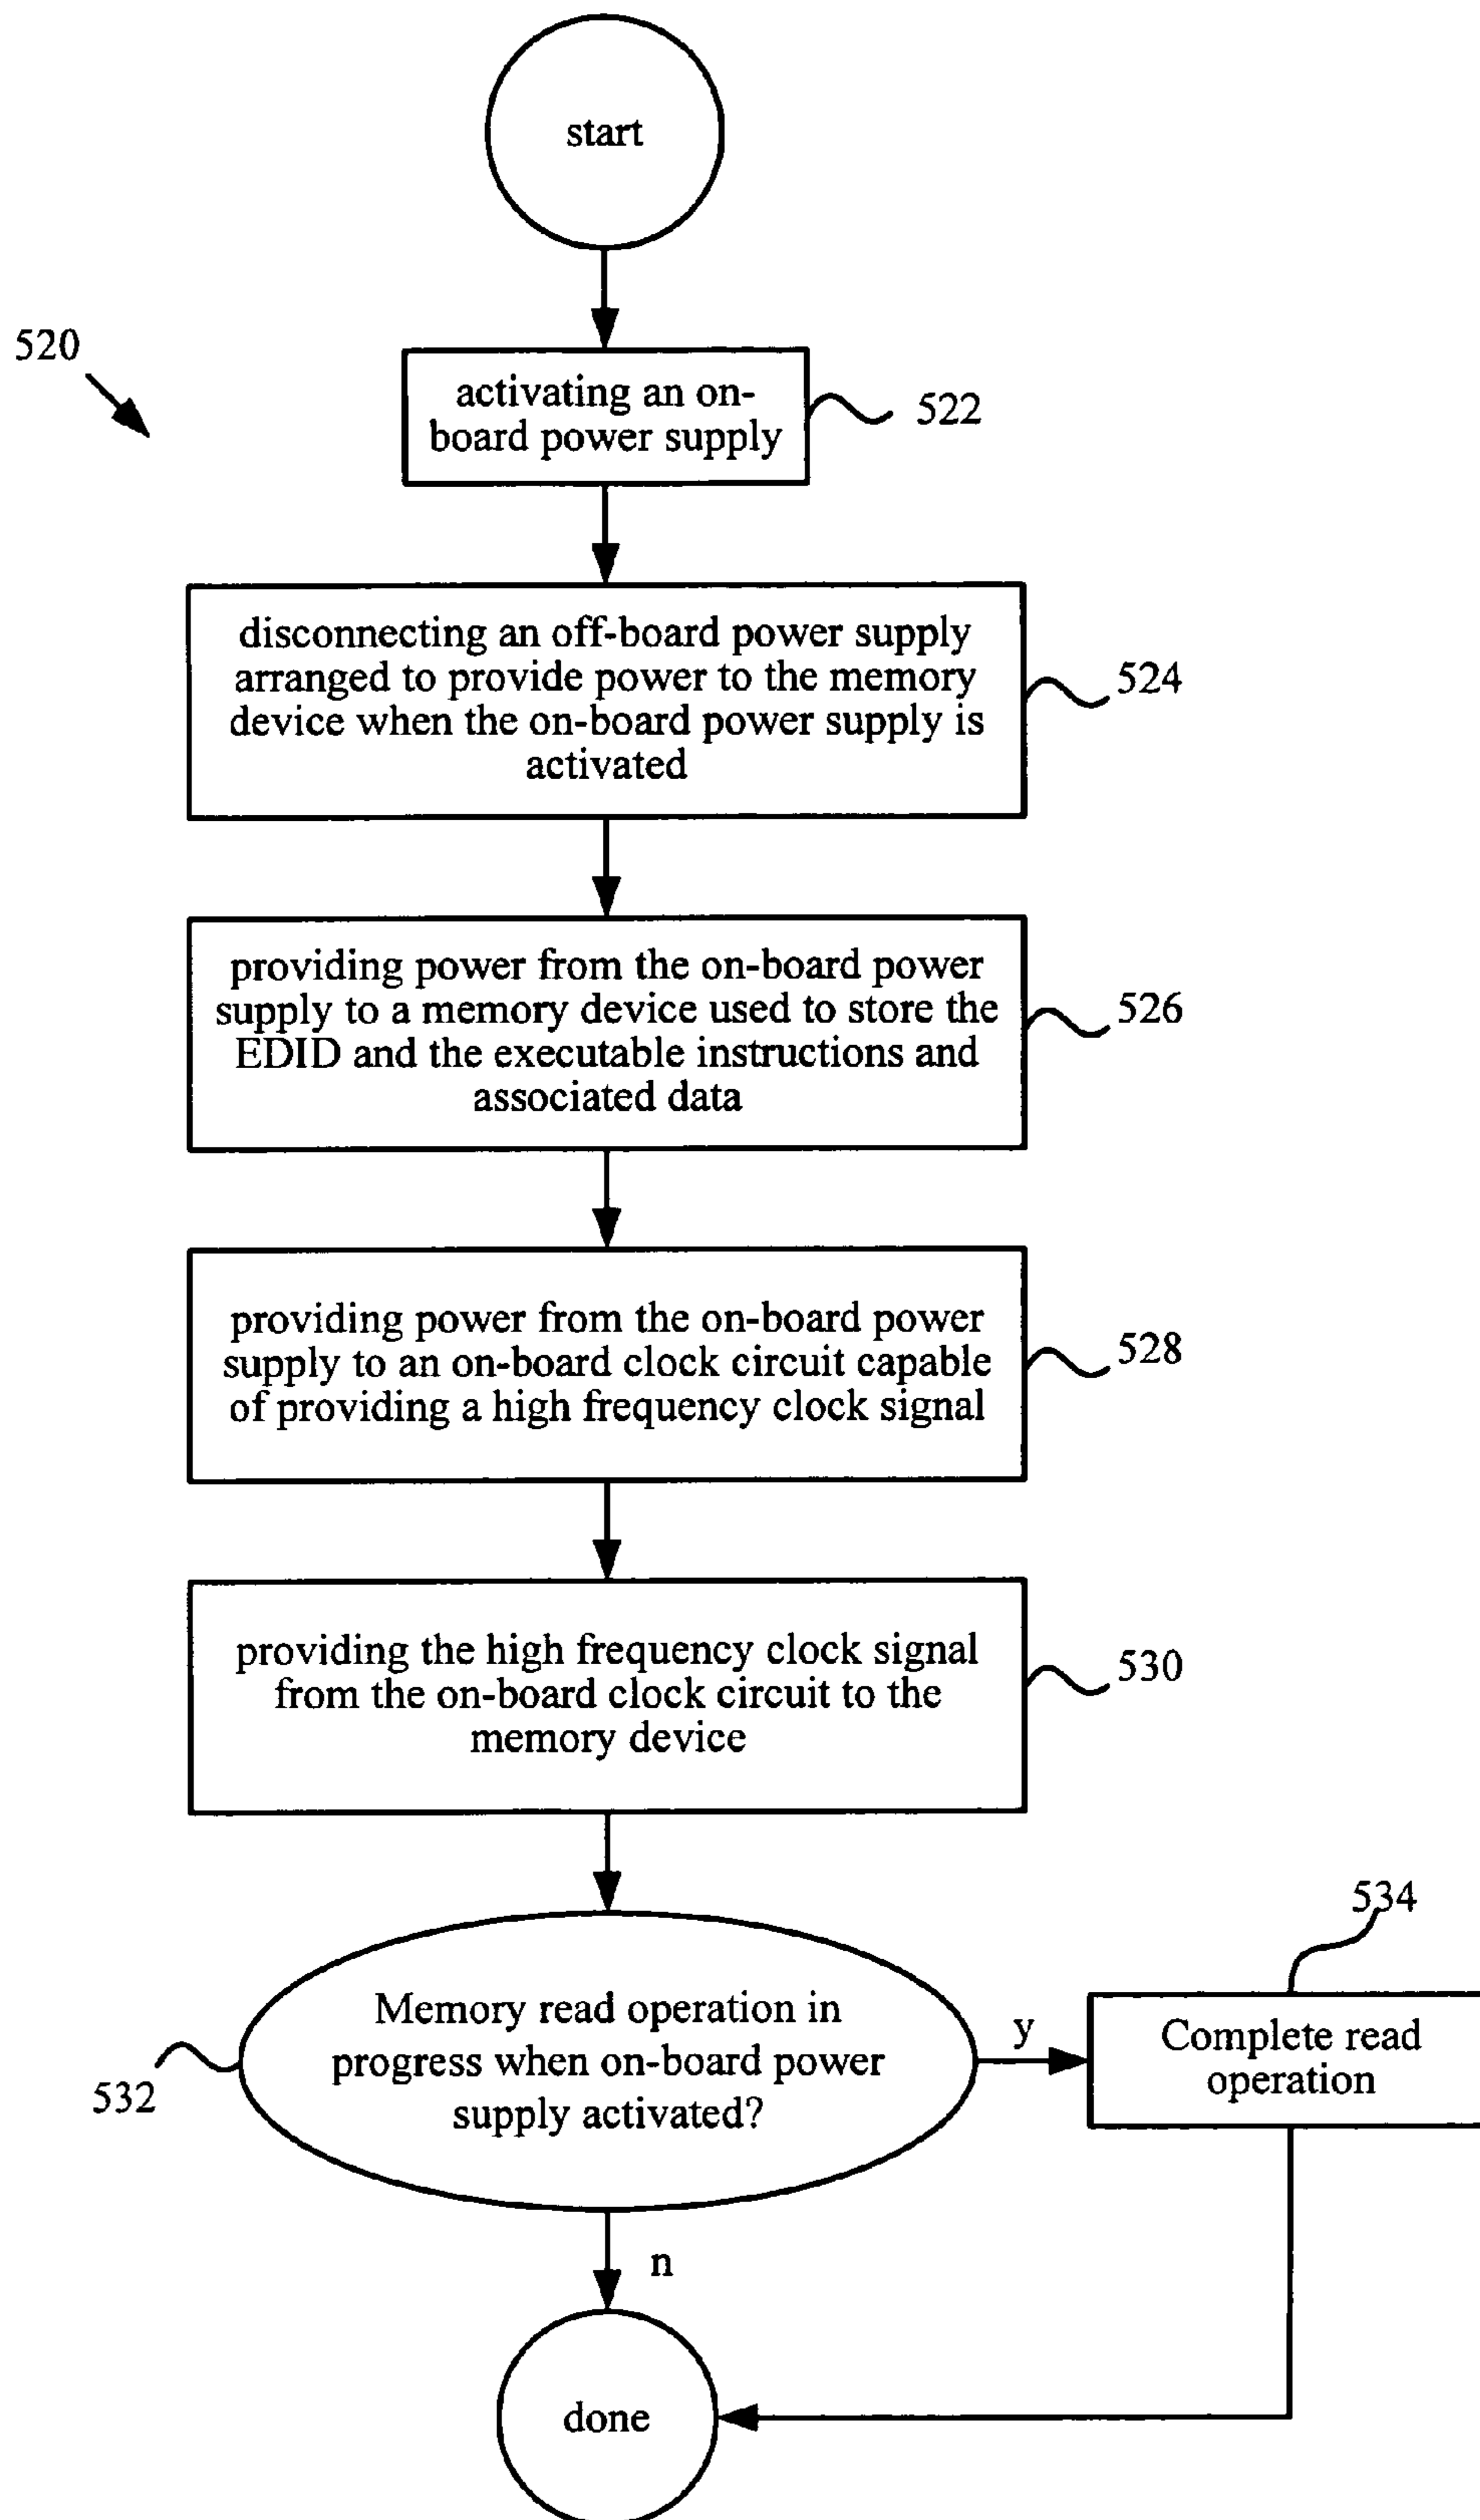 start
520
activating an on-
board power supply
522
disconnecting an off-board power supply
arranged to provide power to the memory
device when the on-board power supply is
activated
524
providing power from the on-board power
supply to a memory device used to store the
EDID and the executable instructions and
associated data
526
providing power from the on-board power
supply to an on-board clock circuit capable
of providing a high frequency clock signal
528
providing the high frequency clock signal
from the on-board clock circuit to the
memory device
530
Memory read operation in
progress when on-board power
supply activated?
532
y
534
Complete read
operation
n
done